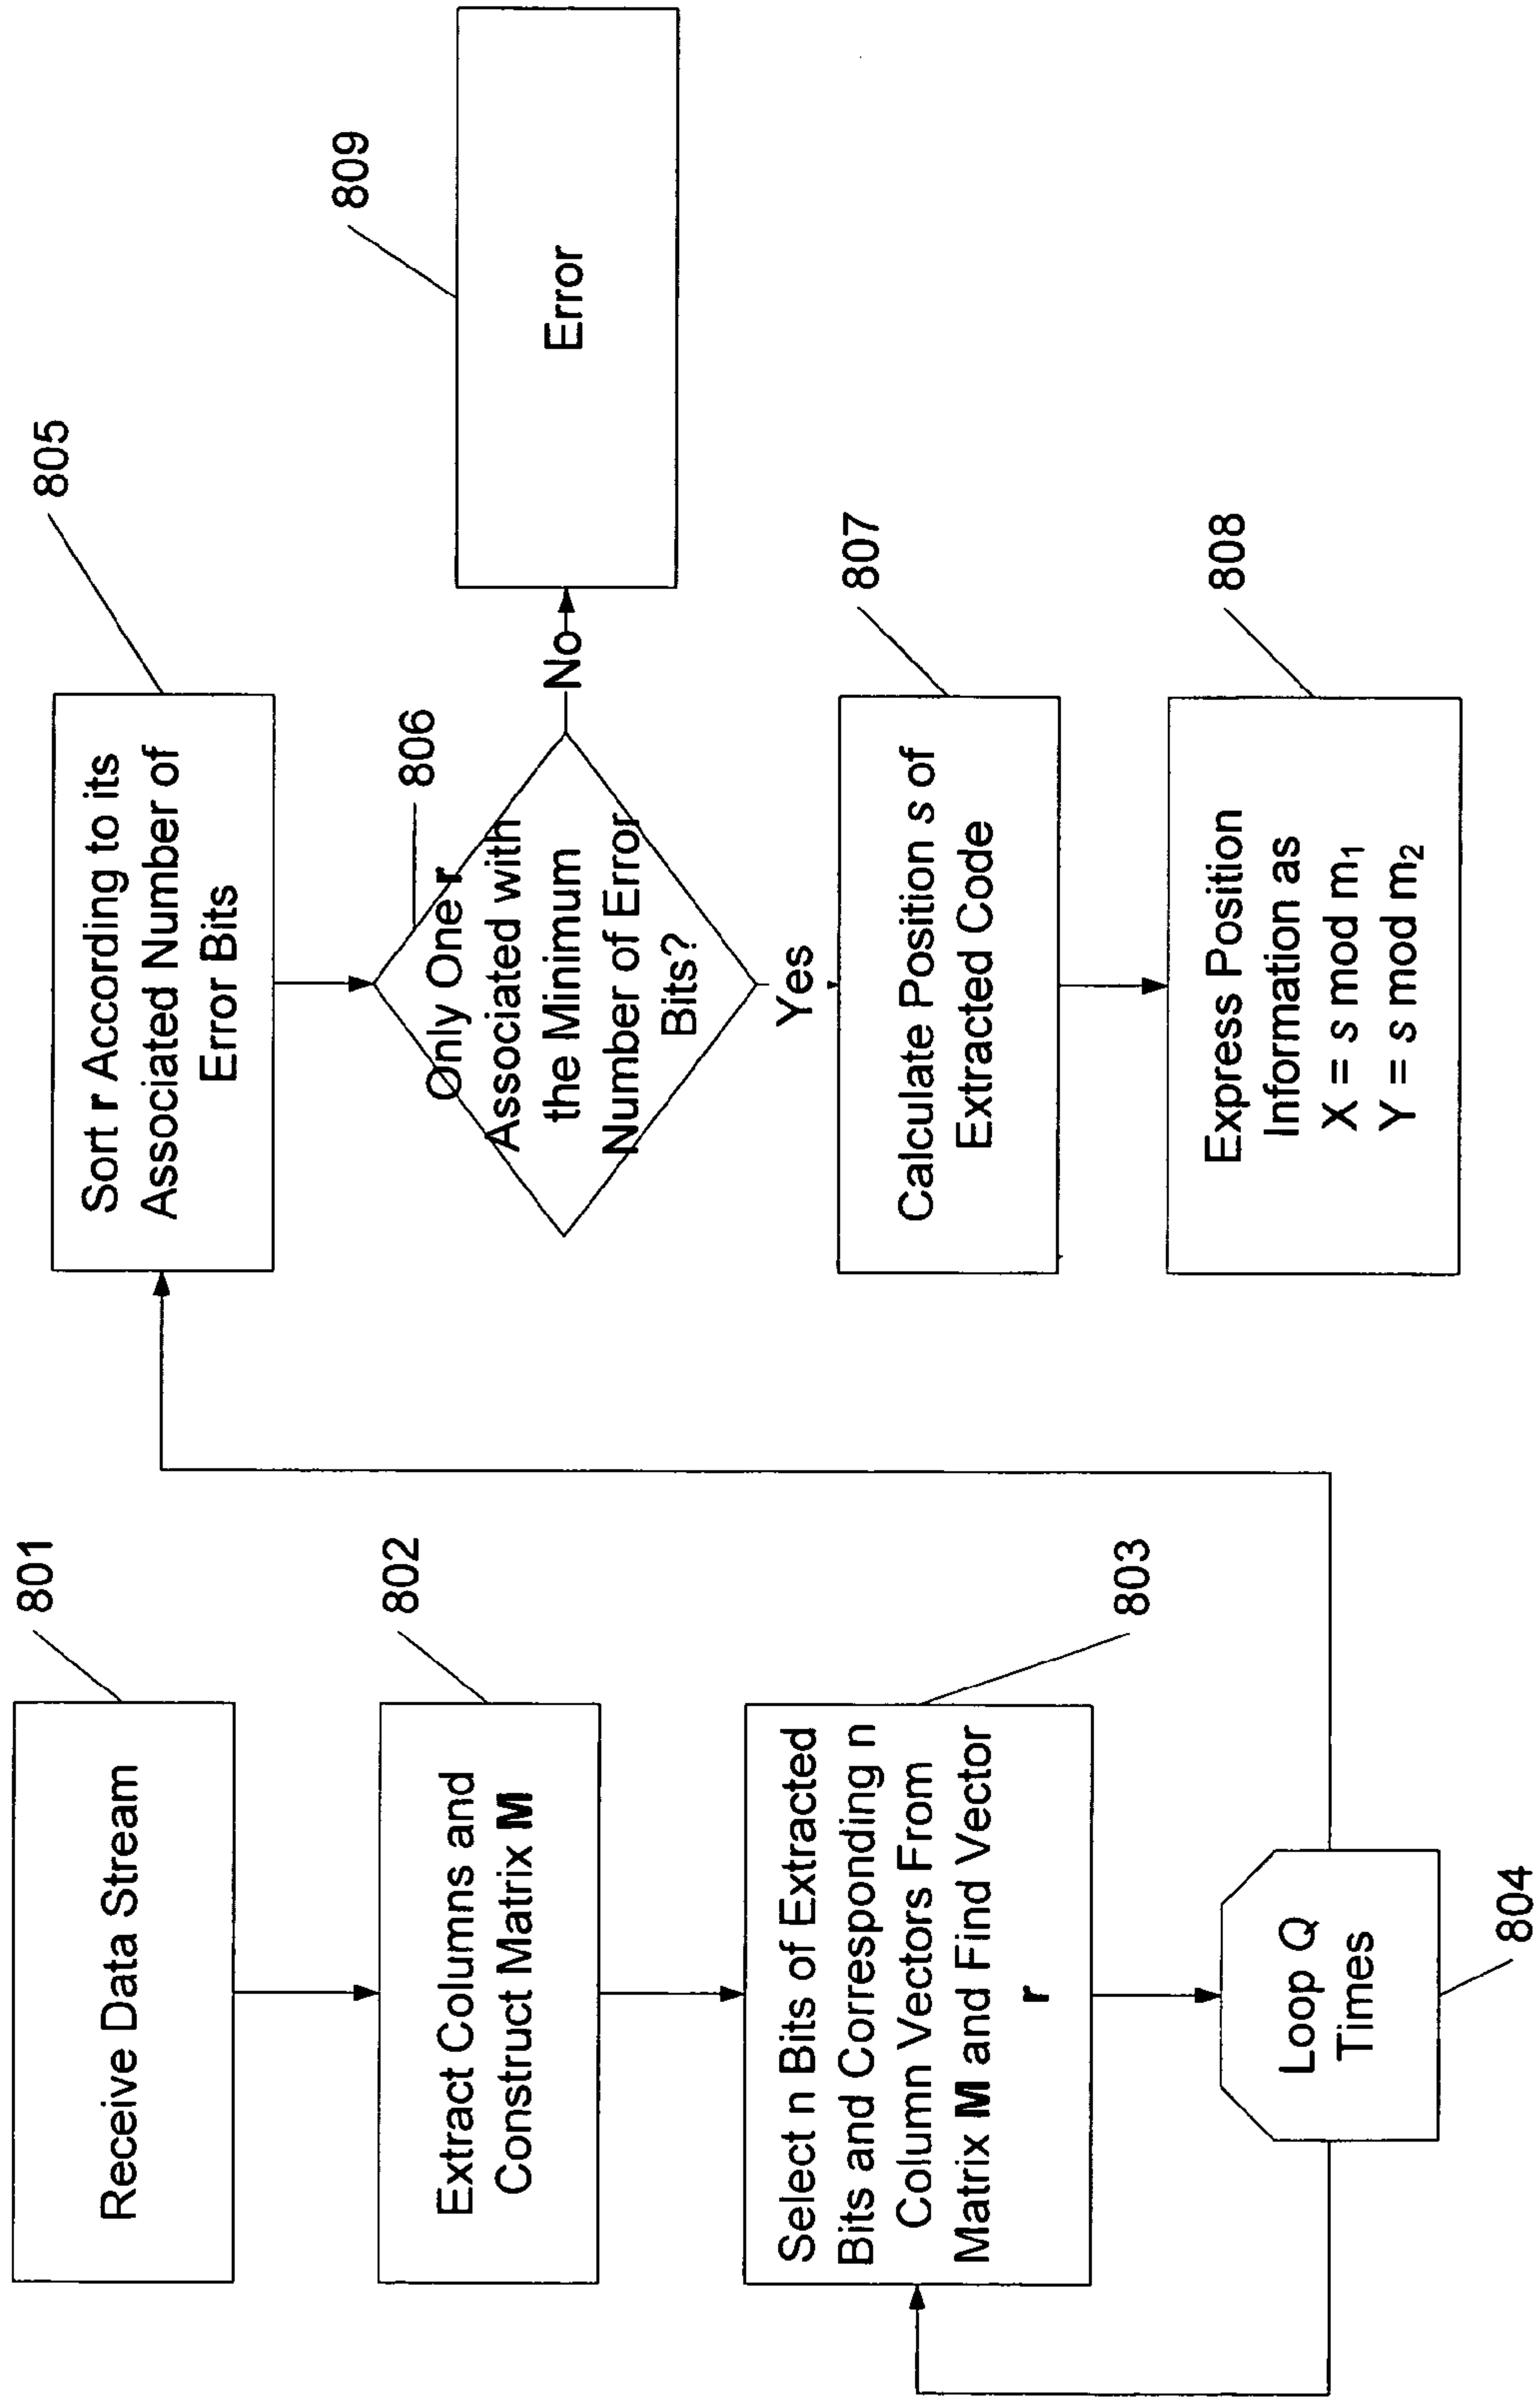 801
Receive Data Stream
802
Extract Columns and
Construct Matrix M
803
Select n Bits of Extracted
Bits and Corresponding n
Column Vectors From
Matrix M and Find Vector
r
Loop Q
Times
804
805
Sort r According to its
Associated Number of
Error Bits
806
Only One r
Associated with
the Minimum
Number of Error
Bits?
No
809
Error
Yes
807
Calculate Position s of
Extracted Code
808
Express Position
Information as
X = s mod m₁
Y = s mod m₂